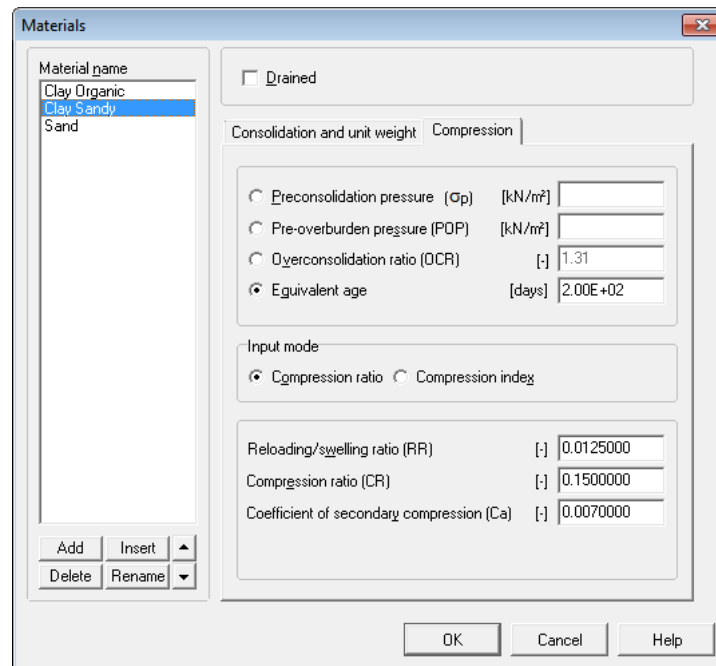 Materials
Material name
Clay Organic
Clay Sandy
Sand
Add Insert
Delete Rename
Drained
Consolidation and unit weight Compression
Preconsolidation pressure (σp) [kN/m²]
Pre-overburden pressure (POP) [kN/m²]
Overconsolidation ratio (OCR) [-] 1.31
Equivalent age [days] 2.00E+02
Input mode
Compression ratio Compression index
Reloading/swelling ratio (RR) [-] 0.0125000
Compression ratio (CR) [-] 0.1500000
Coefficient of secondary compression (Ca) [-] 0.0070000
OK Cancel Help